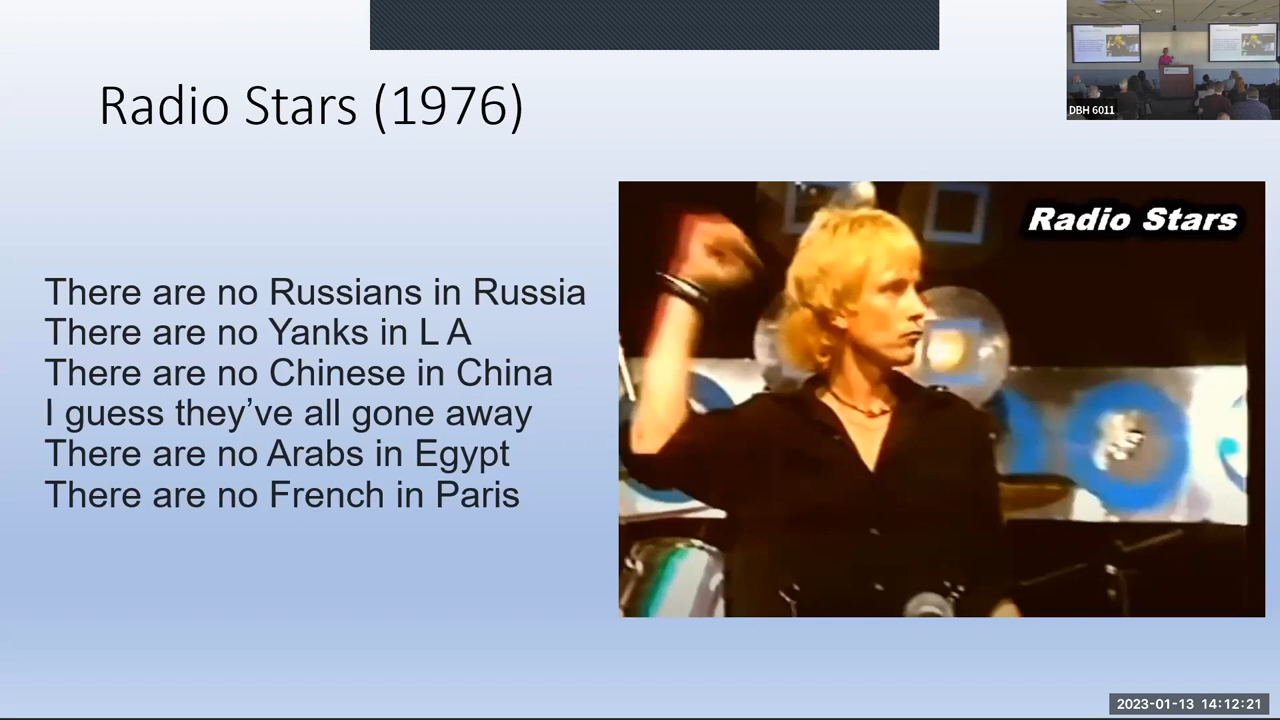 Radio Stars (1976)
DBH 6011
Radio Stars
There are no Russians in Russia
There are no Yanks in L A
There are no Chinese in China
I guess they’ve all gone away
There are no Arabs in Egypt
There are no French in Paris
2023-01-13 14:12:21